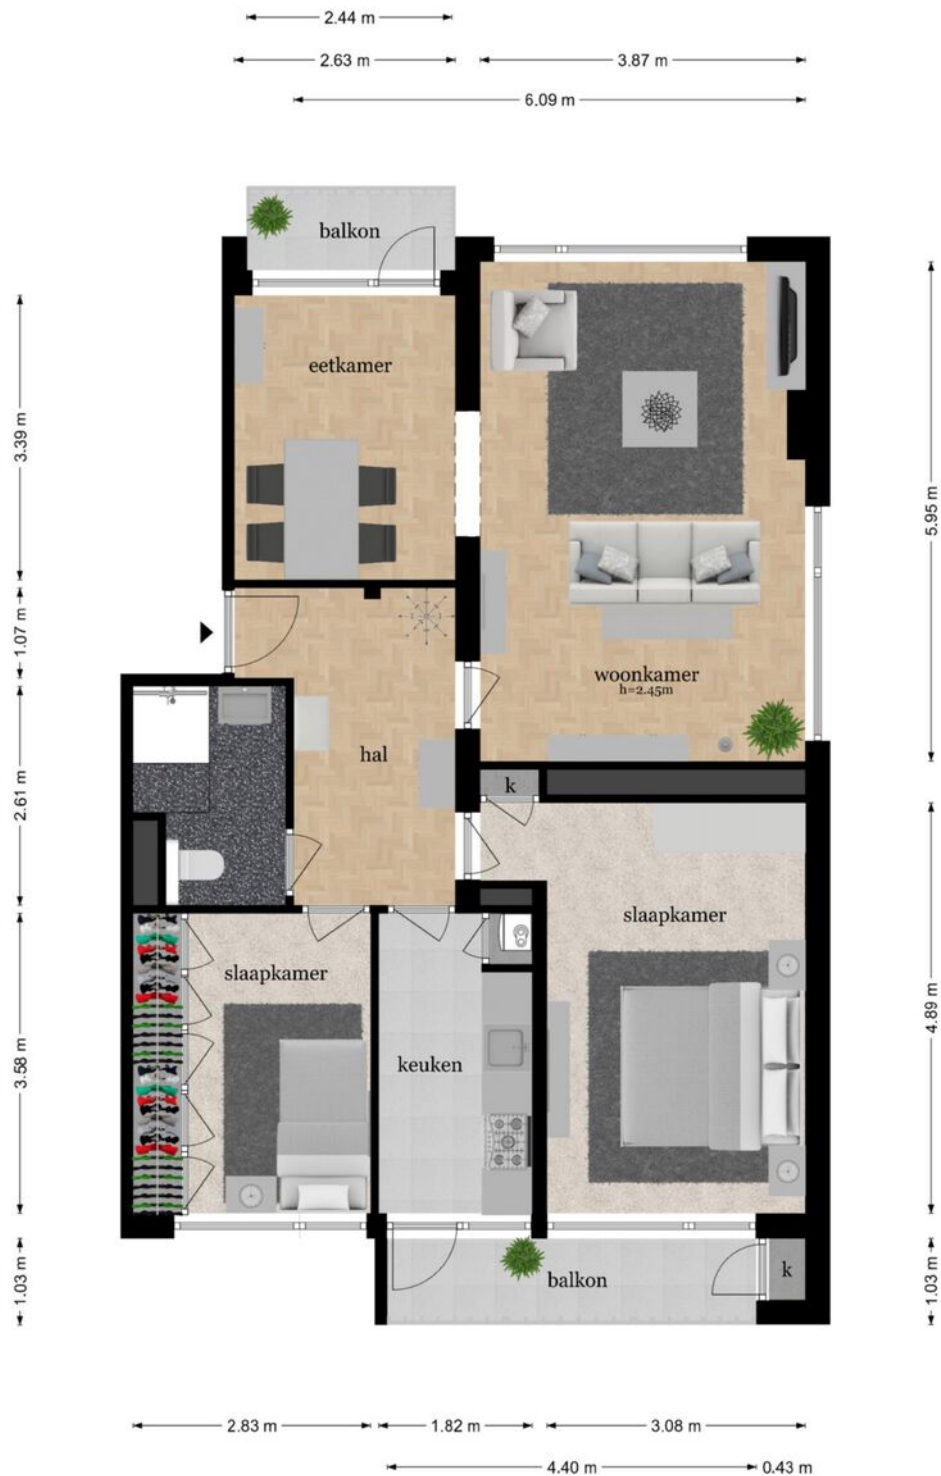 2.44 m
2.63 m
3.87 m
6.09 m
balkon
eetkamer
3.39 m
5.95 m
1.07 m
woonkamer
h=2.45m
hal
k
2.61 m
slaapkamer
slaapkamer
4.89 m
3.58 m
keuken
balkon
k
1.03 m
1.03 m
2.83 m
1.82 m
3.08 m
4.40 m
0.43 m